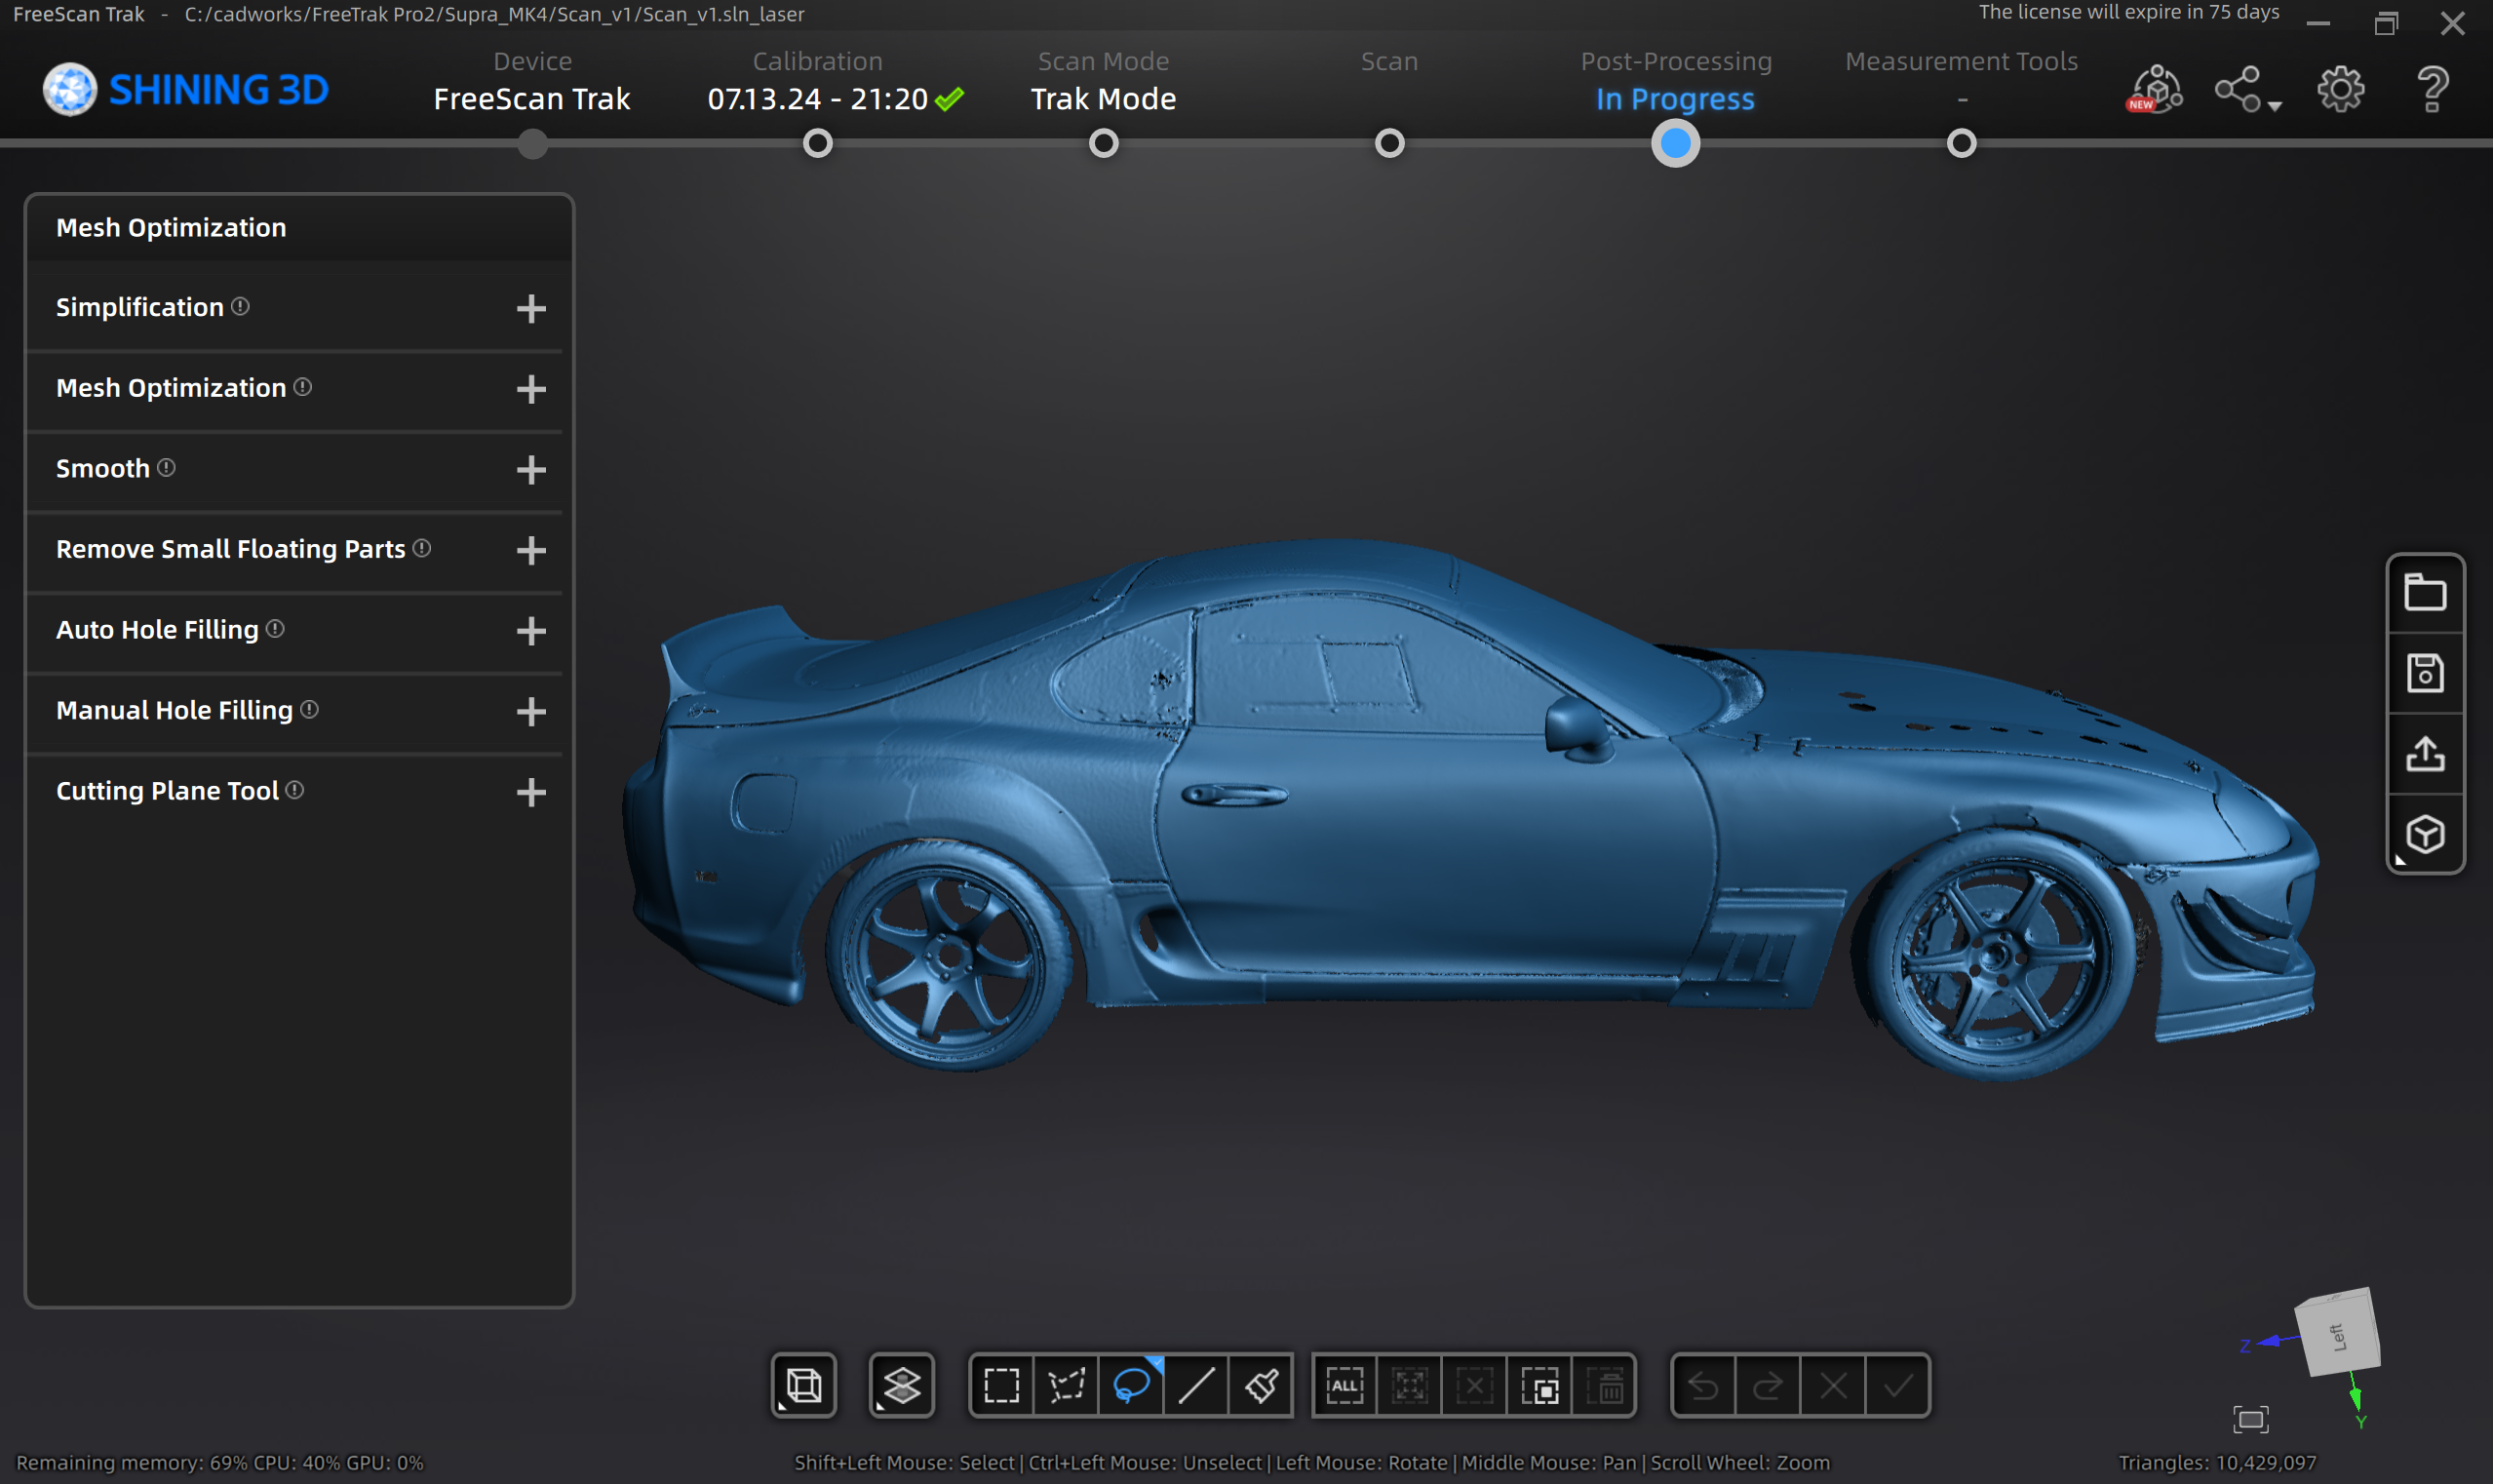 FreeScan Trak - C:/cadworks/FreeTrak Pro2/Supra_MK4/Scan_v1/Scan_v1.sln_laser
The license will expire in 75 days
SHINING 3D
Device
FreeScan Trak
Calibration
07.13.24 - 21:20
Scan Mode
Trak Mode
Scan
Post-Processing
In Progress
Measurement Tools
-
NEW
Mesh Optimization
Simplification
Mesh Optimization
Smooth
Remove Small Floating Parts
Auto Hole Filling
Manual Hole Filling
Cutting Plane Tool
ALL
Left
Z
Y
Remaining memory: 69% CPU: 40% GPU: 0%
Shift+Left Mouse: Select | Ctrl+Left Mouse: Unselect | Left Mouse: Rotate | Middle Mouse: Pan | Scroll Wheel: Zoom
Triangles: 10,429,097